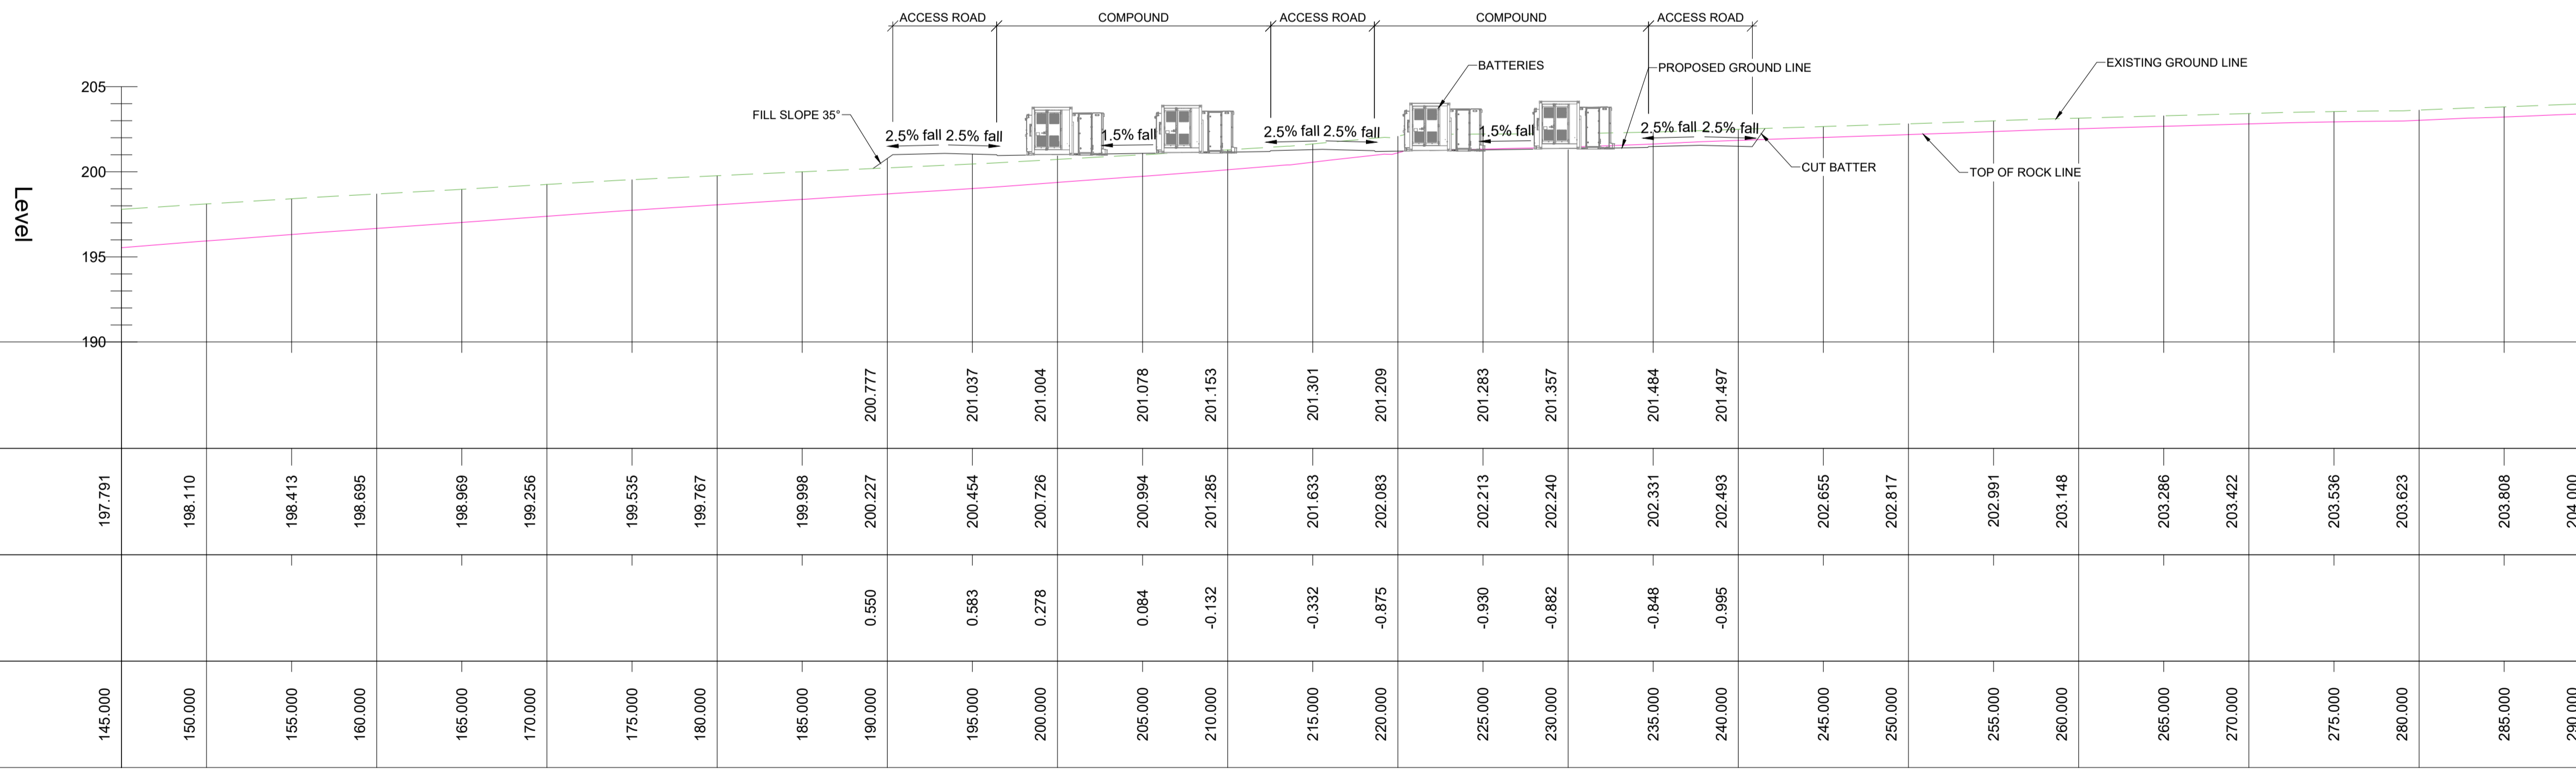 ACCESS ROAD COMPOUND ACCESS ROAD COMPOUND ACCESS ROAD
BATTERIES
PROPOSED GROUND LINE
EXISTING GROUND LINE
FILL SLOPE 35°
2.5% fall 2.5% fall 1.5% fall 2.5% fall 2.5% fall 1.5% fall 2.5% fall 2.5% fall
CUT BATTER
TOP OF ROCK LINE
Level
205
200
195
190
200.777 201.037 201.004 201.078 201.153 201.301 201.209 201.283 201.357 201.484 201.497
197.791 198.110 198.413 198.695 198.969 199.256 199.535 199.767 199.998 200.227 200.454 200.726 200.994 201.285 201.633 202.083 202.213 202.240 202.331 202.493 202.655 202.817 202.991 203.148 203.286 203.422 203.536 203.623 203.808 204.000
0.550 0.583 0.278 0.084 -0.132 -0.332 -0.875 -0.930 -0.882 -0.848 -0.995
145.000 150.000 155.000 160.000 165.000 170.000 175.000 180.000 185.000 190.000 195.000 200.000 205.000 210.000 215.000 220.000 225.000 230.000 235.000 240.000 245.000 250.000 255.000 260.000 265.000 270.000 275.000 280.000 285.000 290.000